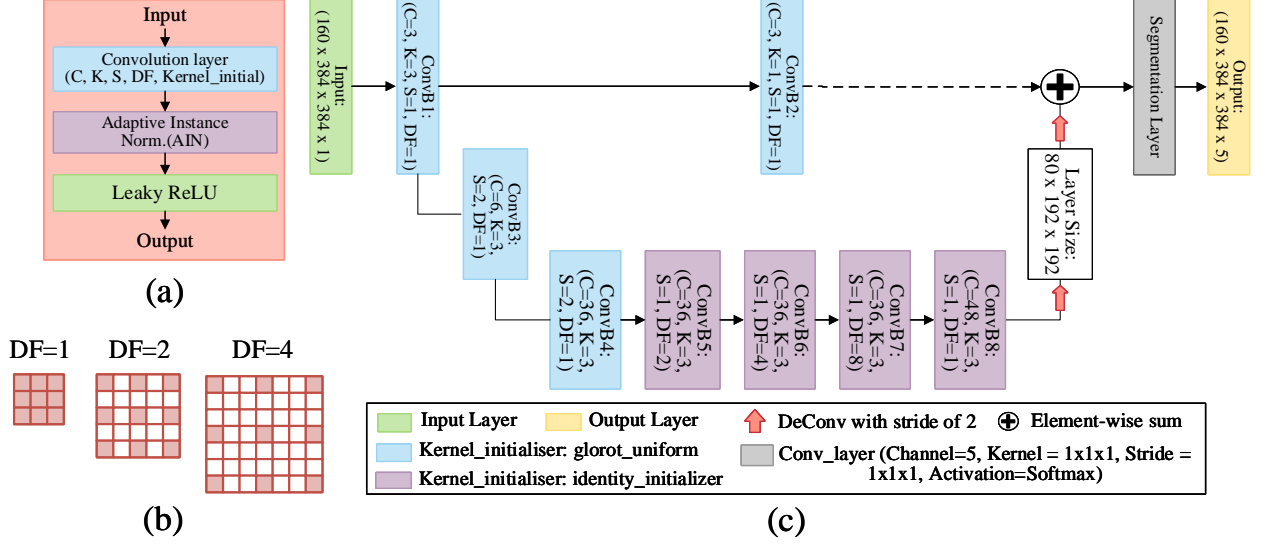 Input
Convolution layer
(C, K, S, DF, Kernel_initial)
Adaptive Instance
Norm.(AIN)
Leaky ReLU
Output
(a)
DF=1
DF=2
DF=4
(b)
Input:
(160 x 384 x 384 x 1)
ConvB1:
(C=3, K=3, S=1, DF=1)
ConvB2:
(C=3, K=1, S=1, DF=1)
ConvB3:
(C=6, K=3,
S=2, DF=1)
ConvB4:
(C=36, K=3,
S=2, DF=1)
ConvB5:
(C=36, K=3,
S=1, DF=2)
ConvB6:
(C=36, K=3,
S=1, DF=4)
ConvB7:
(C=36, K=3,
S=1, DF=8)
ConvB8:
(C=48, K=3,
S=1, DF=1)
Layer Size:
80 x 192 x 192
Segmentation Layer
Output:
(160 x 384 x 384 x 5)
Input Layer
Output Layer
DeConv with stride of 2
Element-wise sum
Kernel_initialiser: glorot_uniform
Kernel_initialiser: identity_initializer
Conv_layer (Channel=5, Kernel = 1x1x1, Stride =
1x1x1, Activation=Softmax)
(c)